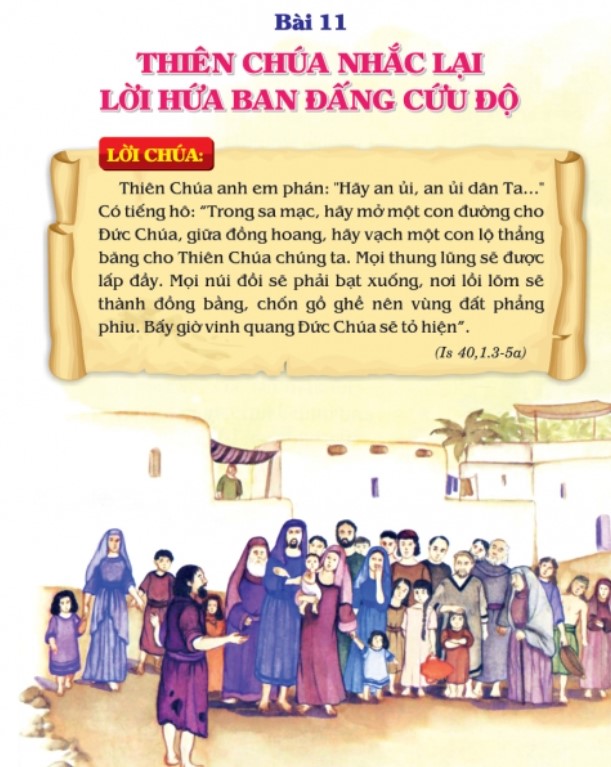 Bài 11
THIÊN CHÚA NHẮC LẠI
LỜI HỨA BAN ĐẤNG CỨU ĐỘ
LỜI CHÚA:
Thiên Chúa anh em phán: "Hãy an ủi, an ủi dân Ta..."
Có tiếng hô: "Trong sa mạc, hãy mở một con đường cho
Đức Chúa, giữa đồng hoang, hãy vạch một con lộ thẳng
băng cho Thiên Chúa chúng ta. Mọi thung lũng sẽ được
lấp đầy. Mọi núi đồi sẽ phải bạt xuống, nơi lồi lõm sẽ
thành đồng bằng, chốn gồ ghề nên vùng đất phẳng
phiu. Bấy giờ vinh quang Đức Chúa sẽ tỏ hiện".
(Is 40,1.3-5a)